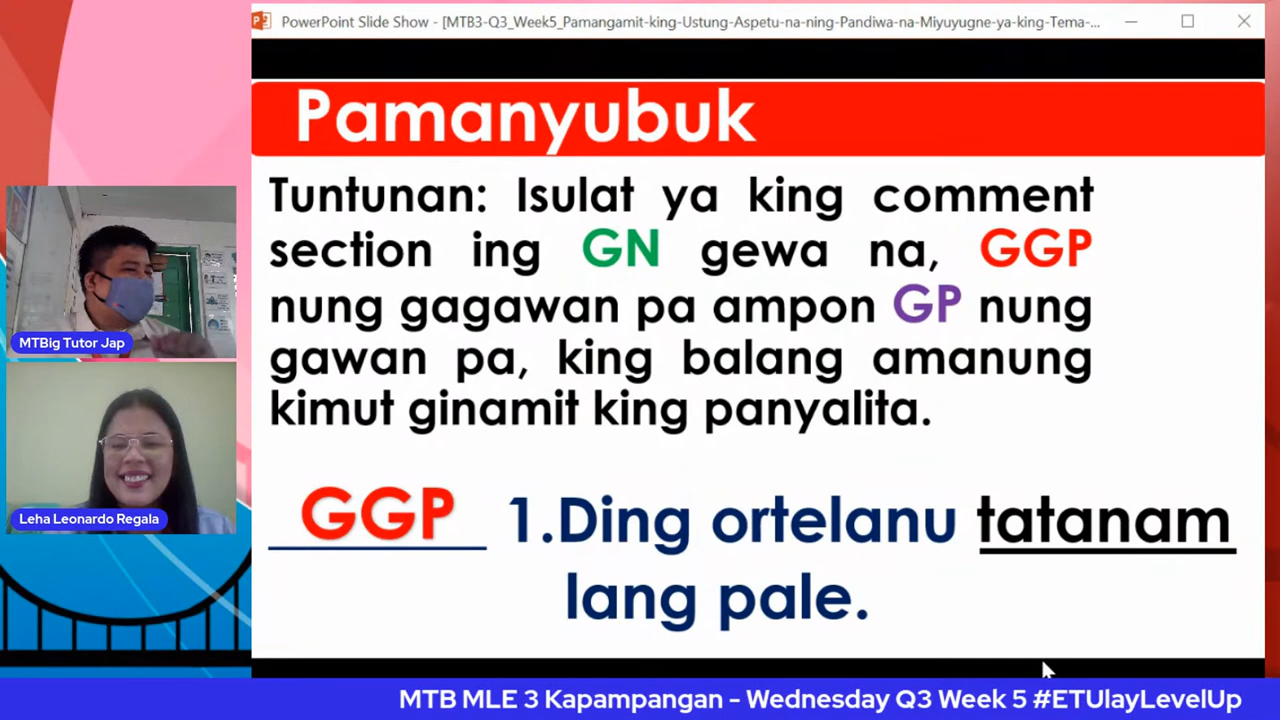 PowerPoint Slide Show - [MTB3-Q3_Week5_Pamangamit-king-Ustung-Aspetu-na-ning-Pandiwa-na-Miyuyugne-ya-king-Tema-...
Pamanyubuk
Tuntunan: Isulat ya king comment
section ing GN gewa na, GGP
nung gagawan pa ampon GP nung
gawan pa, king balang amanung
kimut ginamit king panyalita.
GGP 1.Ding ortelanu tatanam
lang pale.
MTBig Tutor Jap
Leha Leonardo Regala
MTB MLE 3 Kapampangan - Wednesday Q3 Week 5 #ETUlayLevelUp